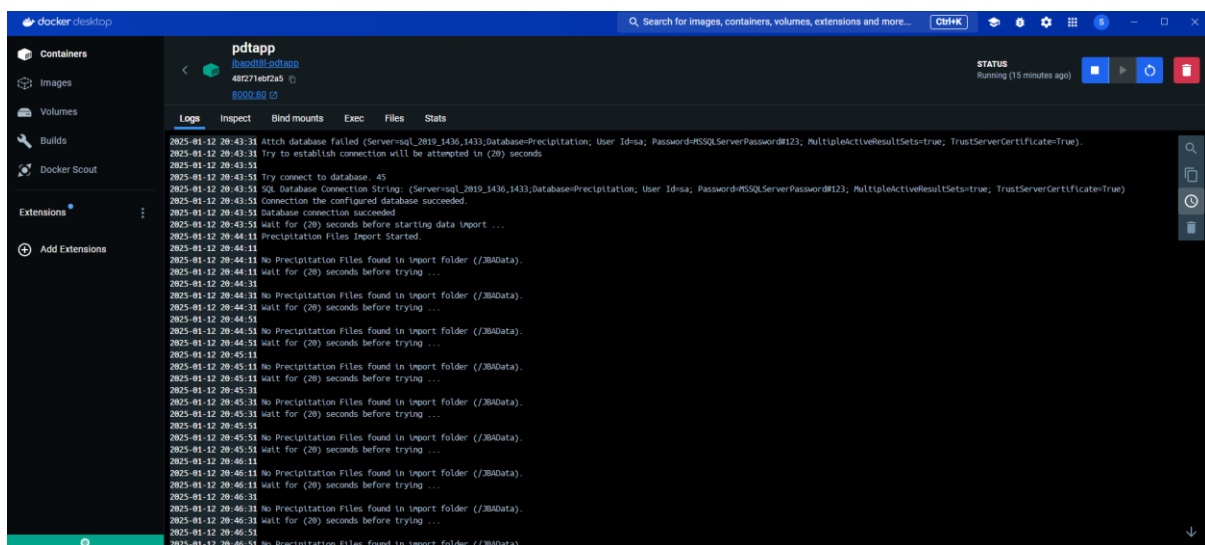 docker desktop
Search for images, containers, volumes, extensions and more...
Ctrl+K
S
Containers
Images
Volumes
Builds
Docker Scout
Extensions
Add Extensions
pdtapp
jbapdt8l-pdtapp
48f271ebf2a5
8000:80
STATUS
Running (15 minutes ago)
Logs Inspect Bind mounts Exec Files Stats
2025-01-12 20:43:31 Attch database failed (Server=sql_2019_1436,1433;Database=Precipitation; User Id=sa; Password=MSSQLServerPassword#123; MultipleActiveResultSets=true; TrustServerCertificate=True).
2025-01-12 20:43:31 Try to establish connection will be attempted in (20) seconds
2025-01-12 20:43:51
2025-01-12 20:43:51 Try connect to database. 45
2025-01-12 20:43:51 SQL Database Connection String: (Server=sql_2019_1436,1433;Database=Precipitation; User Id=sa; Password=MSSQLServerPassword#123; MultipleActiveResultSets=true; TrustServerCertificate=True)
2025-01-12 20:43:51 Connection the configured database succeeded.
2025-01-12 20:43:51 Database connection succeeded
2025-01-12 20:43:51 Wait for (20) seconds before starting data import ...
2025-01-12 20:44:11 Precipitation Files Import Started.
2025-01-12 20:44:11
2025-01-12 20:44:11 No Precipitation Files found in import folder (/JBAData).
2025-01-12 20:44:11 Wait for (20) seconds before trying ...
2025-01-12 20:44:31
2025-01-12 20:44:31 No Precipitation Files found in import folder (/JBAData).
2025-01-12 20:44:31 Wait for (20) seconds before trying ...
2025-01-12 20:44:51
2025-01-12 20:44:51 No Precipitation Files found in import folder (/JBAData).
2025-01-12 20:44:51 Wait for (20) seconds before trying ...
2025-01-12 20:45:11
2025-01-12 20:45:11 No Precipitation Files found in import folder (/JBAData).
2025-01-12 20:45:11 Wait for (20) seconds before trying ...
2025-01-12 20:45:31
2025-01-12 20:45:31 No Precipitation Files found in import folder (/JBAData).
2025-01-12 20:45:31 Wait for (20) seconds before trying ...
2025-01-12 20:45:51
2025-01-12 20:45:51 No Precipitation Files found in import folder (/JBAData).
2025-01-12 20:45:51 Wait for (20) seconds before trying ...
2025-01-12 20:46:11
2025-01-12 20:46:11 No Precipitation Files found in import folder (/JBAData).
2025-01-12 20:46:11 Wait for (20) seconds before trying ...
2025-01-12 20:46:31
2025-01-12 20:46:31 No Precipitation Files found in import folder (/JBAData).
2025-01-12 20:46:31 Wait for (20) seconds before trying ...
2025-01-12 20:46:51
2025-01-12 20:46:51 No Precipitation Files found in import folder (/JBAData).